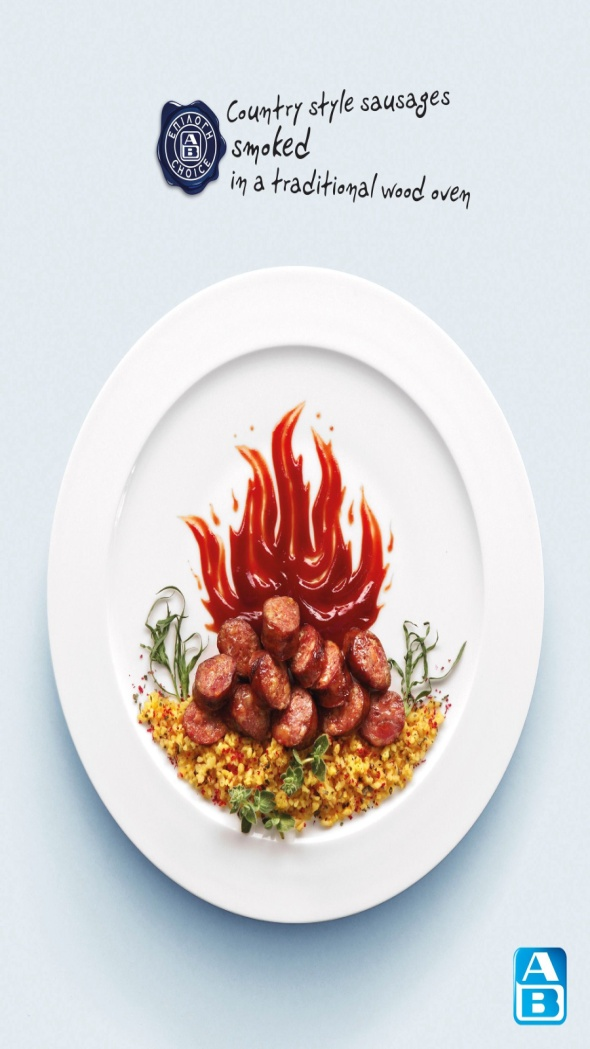 Country style sausages
smoked
in a traditional wood oven
ΕΠΙΛΟΓΗ
AB
CHOICE
AB